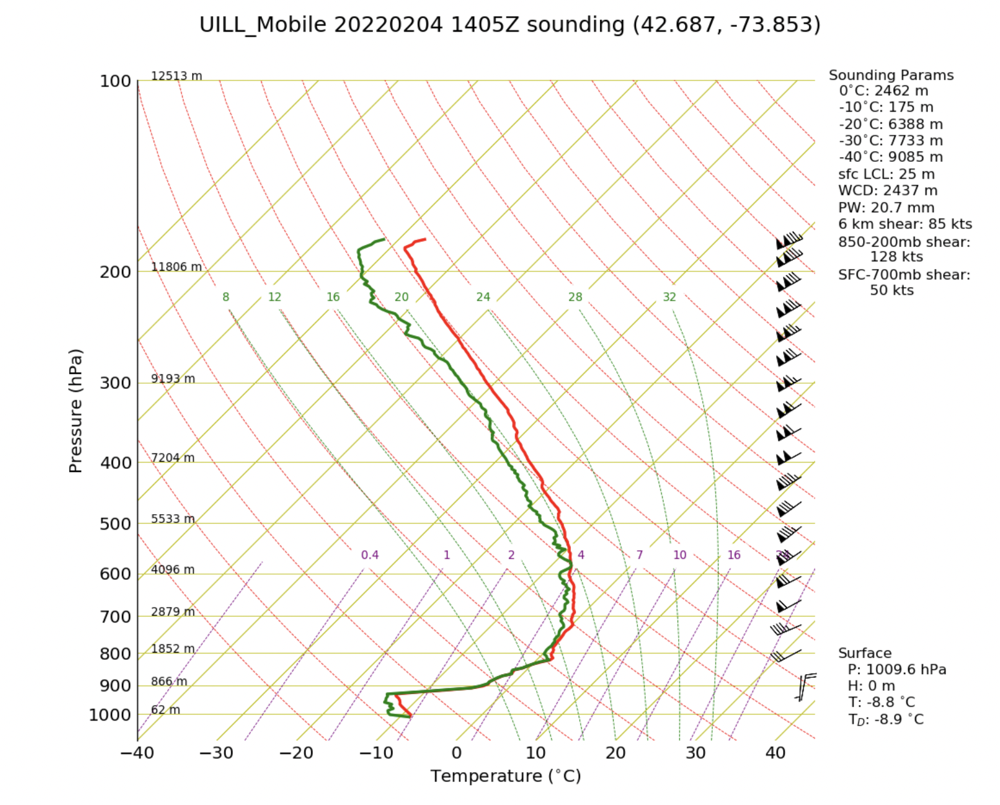 UILL_Mobile 20220204 1405Z sounding (42.687, -73.853)
Sounding Params
0°C: 2462 m
-10°C: 175 m
-20°C: 6388 m
-30°C: 7733 m
-40°C: 9085 m
sfc LCL: 25 m
WCD: 2437 m
PW: 20.7 mm
6 km shear: 85 kts
850-200mb shear:
128 kts
SFC-700mb shear:
50 kts
100 12513 m
200 11806 m
8 12 16 20 24 28 32
300 9193 m
400 7204 m
500 5533 m
0.4 1 2 4 7 10 16
600 4096 m
700 2879 m
800 1852 m
900 866 m
1000 62 m
Pressure (hPa)
−40 −30 −20 −10 0 10 20 30 40
Temperature (°C)
Surface
P: 1009.6 hPa
H: 0 m
T: -8.8 °C
T_D: -8.9 °C